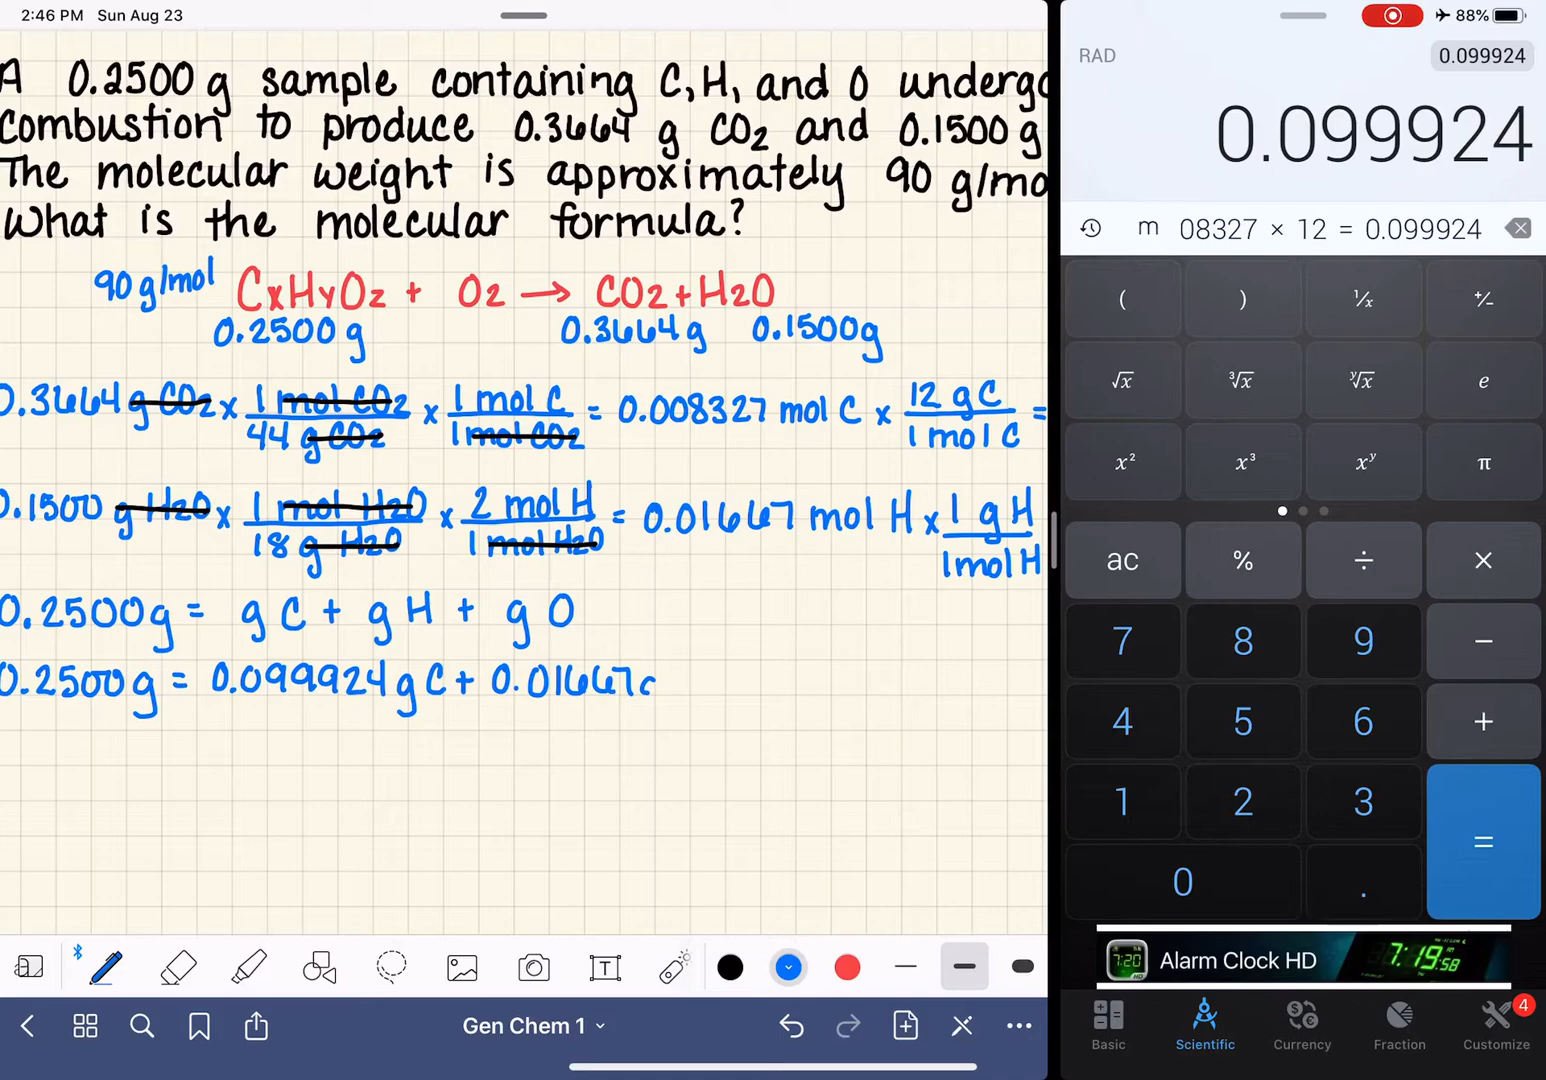 2:46 PM Sun Aug 23
A 0.2500 g sample containing C, H, and O undergo
Combustion to produce 0.3664 g CO2 and 0.1500 g
The molecular weight is approximately 90 g/mo
What is the molecular formula?
90 g/mol CxHyOz + O2 → CO2 + H2O
0.2500 g 0.3664 g 0.1500 g
0.3664 g CO2 x 1 mol CO2 / 44 g CO2 x 1 mol C / 1 mol CO2 = 0.008327 mol C x 12 g C / 1 mol C =
0.1500 g H2O x 1 mol H2O / 18 g H2O x 2 mol H / 1 mol H2O = 0.01667 mol H x 1 g H / 1 mol H
0.2500 g = g C + g H + g O
0.2500 g = 0.099924 g C + 0.01667
T
Gen Chem 1
88%
RAD 0.099924
0.099924
m 08327 × 12 = 0.099924
( ) ¹/x +/-
√x ³√x ʸ√x e
x² x³ xʸ π
ac % ÷ ×
7 8 9 −
4 5 6 +
1 2 3 =
0 .
7:20 Alarm Clock HD 7:19 58
4
Basic Scientific Currency Fraction Customize